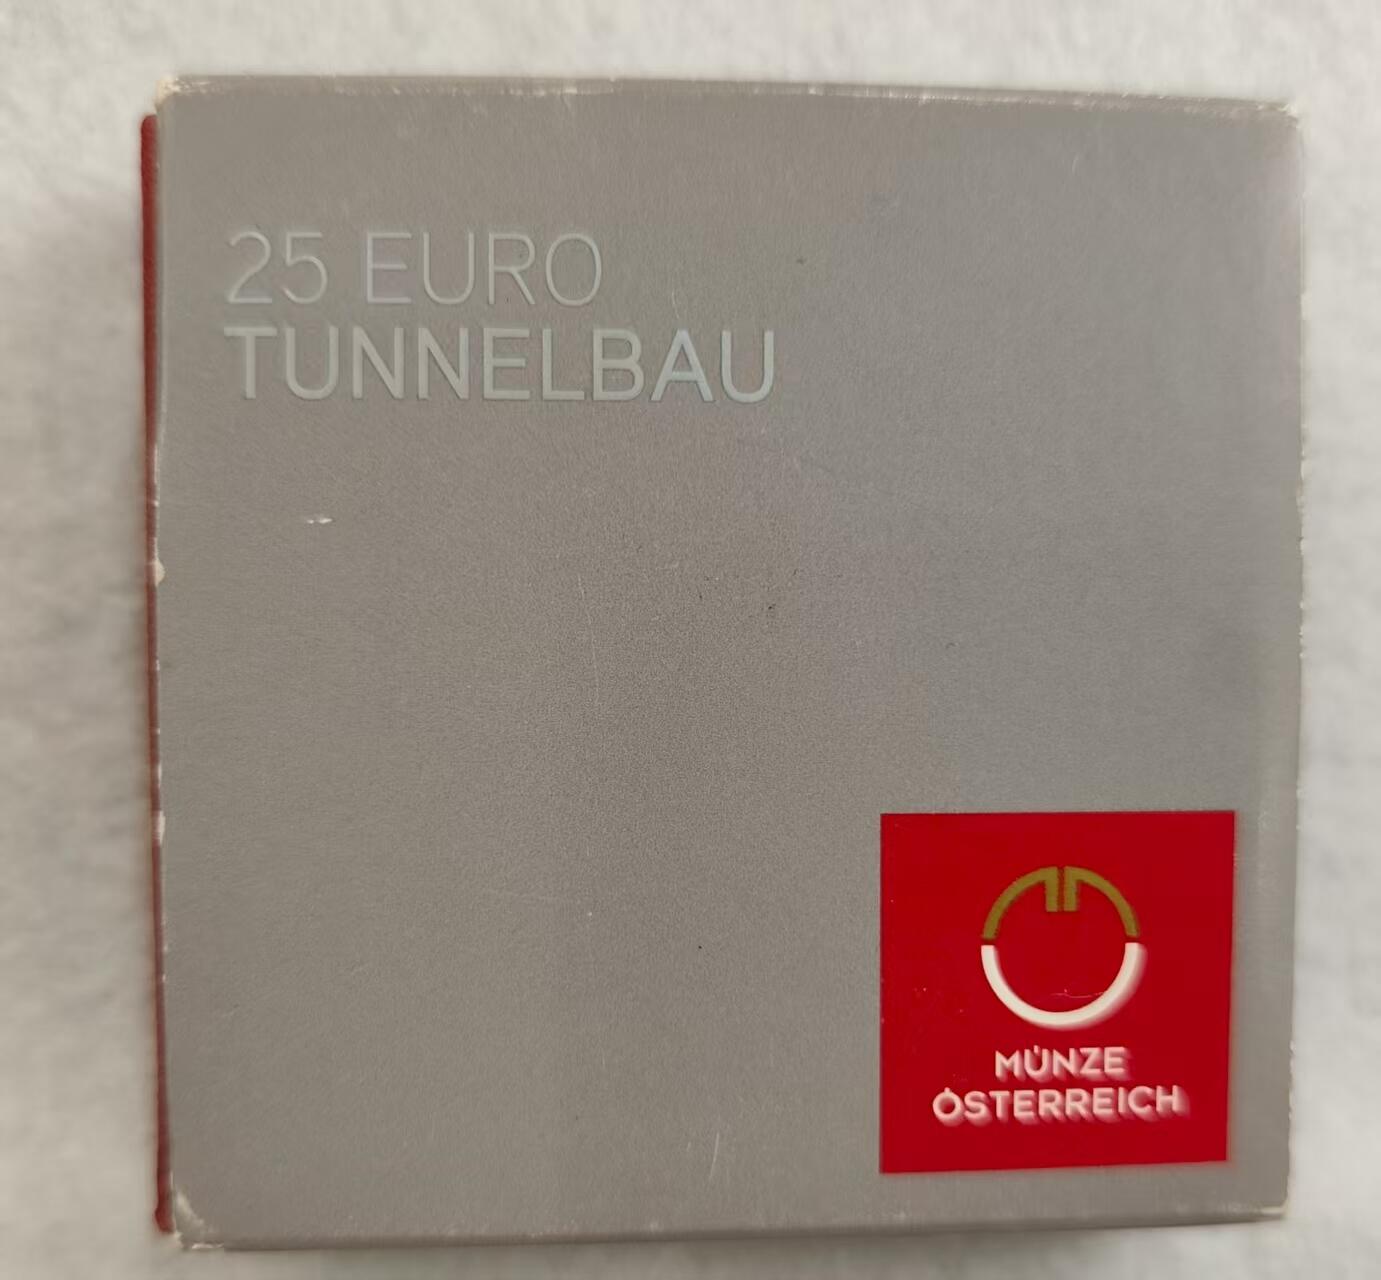 25 EURO
TUNNELBAU
MÜNZE
ÖSTERREICH